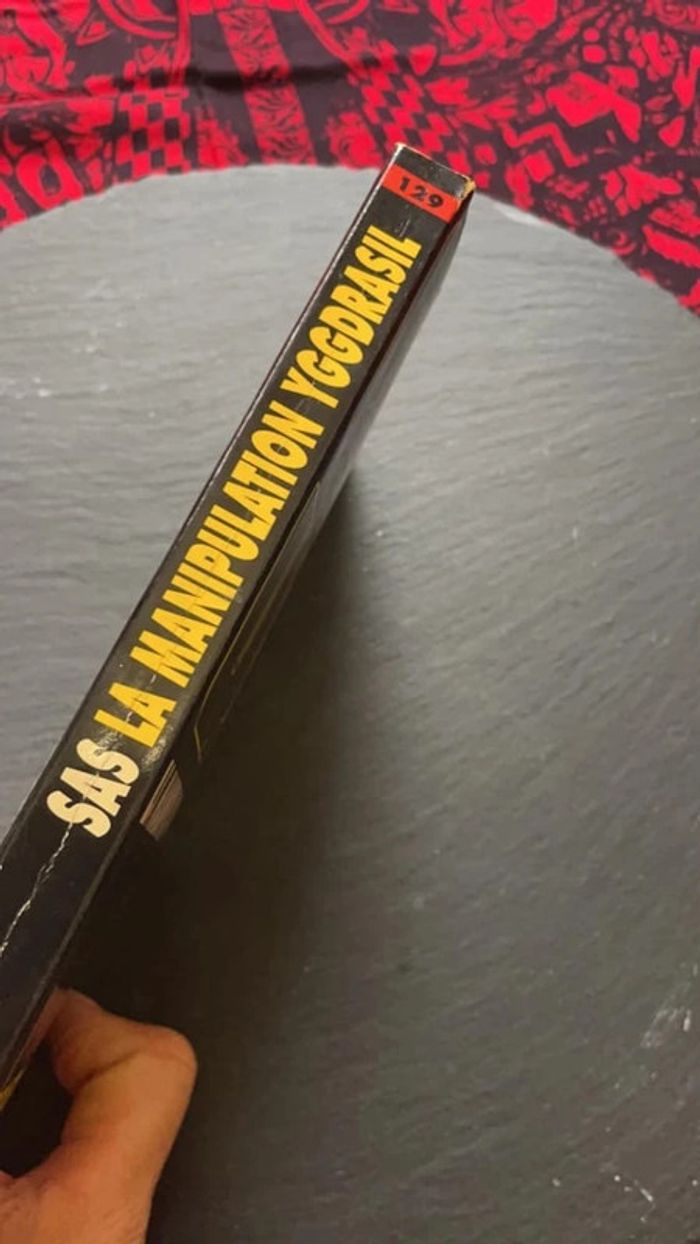 129
SAS LA MANIPULATION YGGDRASIL